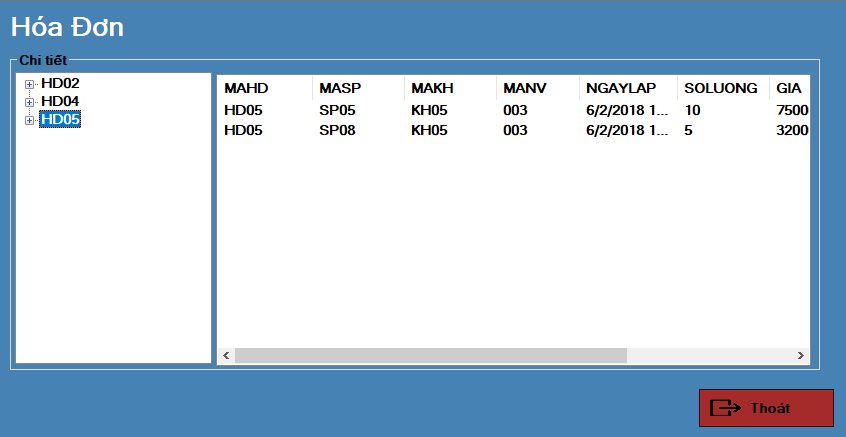 Hóa Đơn
Chi tiết
HD02
HD04
HD05
MAHD MASP MAKH MANV NGAYLAP SOLUONG GIA
HD05 SP05 KH05 003 6/2/2018 1... 10 7500
HD05 SP08 KH05 003 6/2/2018 1... 5 3200
Thoát